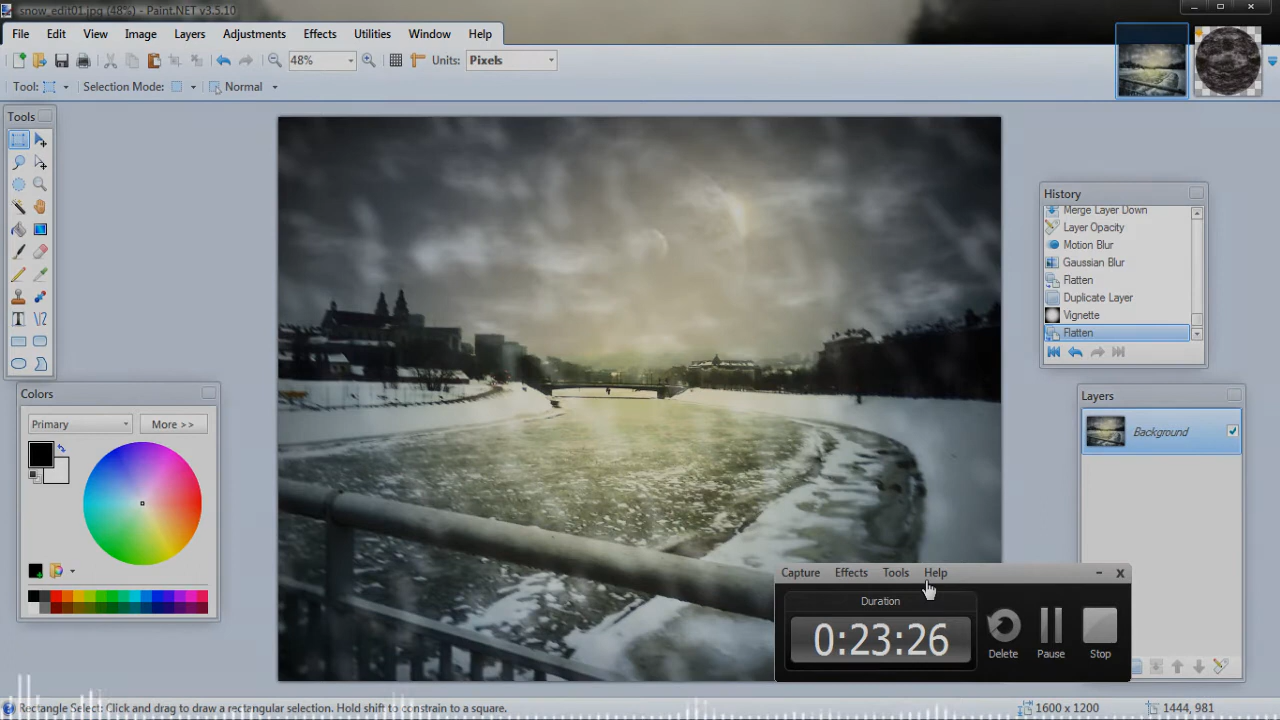 snow_edit01.jpg (48%) - Paint.NET v3.5.10
File Edit View Image Layers Adjustments Effects Utilities Window Help
48% Units: Pixels
Tool: Selection Mode: Normal
Tools
History
Merge Layer Down
Layer Opacity
Motion Blur
Gaussian Blur
Flatten
Duplicate Layer
Vignette
Flatten
Colors
Primary More >>
Layers
Background
Capture Effects Tools Help
Duration
0:23:26
Delete Pause Stop
Rectangle Select: Click and drag to draw a rectangular selection. Hold shift to constrain to a square.
1600 x 1200 1444, 981